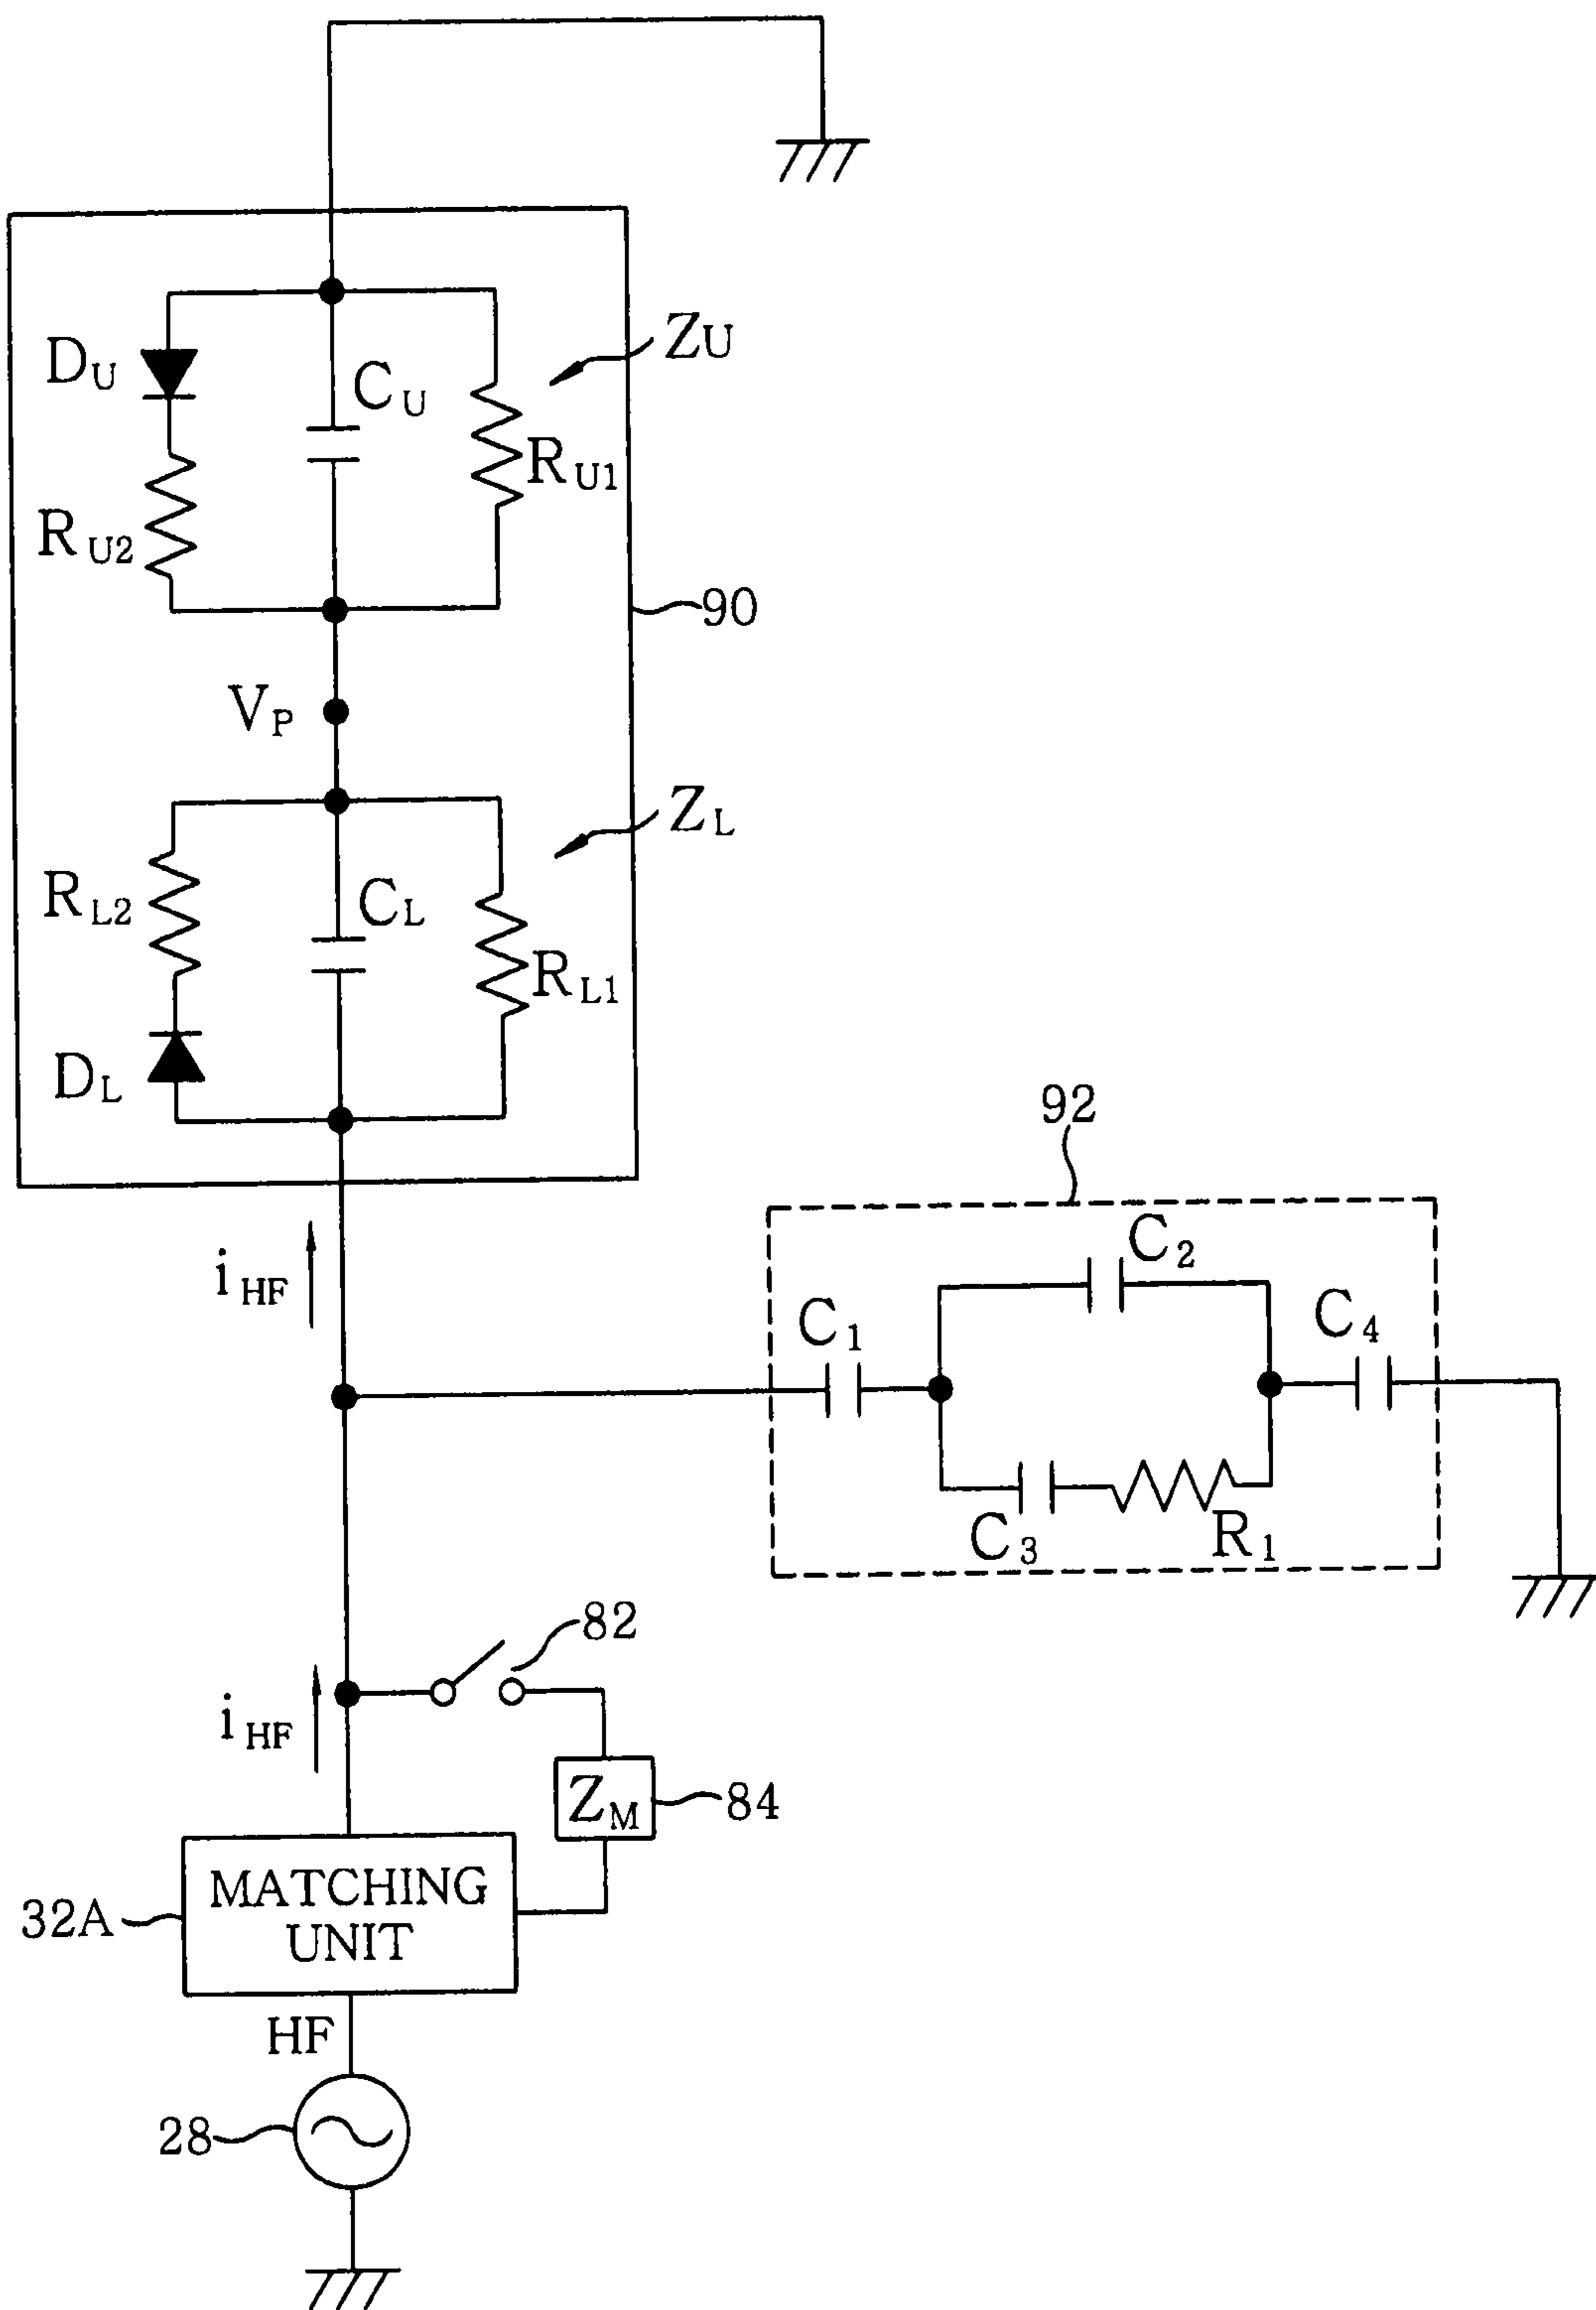 ZU
DU
CU
RU1
RU2
90
VP
ZL
RL2
CL
RL1
DL
92
C2
iHF
C1
C4
C3
R1
82
iHF
ZM
84
MATCHING
UNIT
32A
HF
28